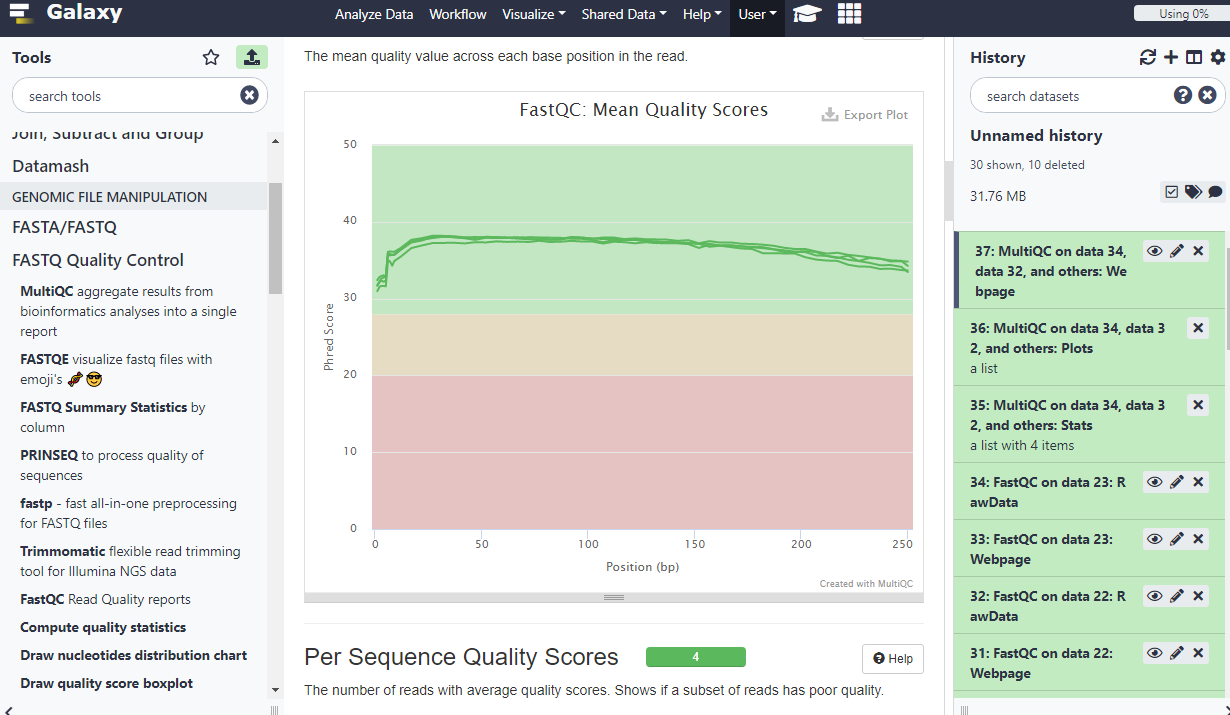 Galaxy
Analyze Data
Workflow
Visualize
Shared Data
Help
User
Using 0%
Tools
search tools
Join, Subtract and Group
Datamash
GENOMIC FILE MANIPULATION
FASTA/FASTQ
FASTQ Quality Control
MultiQC aggregate results from
bioinformatics analyses into a single
report
FASTQE visualize fastq files with
emoji's 🍬😎
FASTQ Summary Statistics by
column
PRINSEQ to process quality of
sequences
fastp - fast all-in-one preprocessing
for FASTQ files
Trimmomatic flexible read trimming
tool for Illumina NGS data
FastQC Read Quality reports
Compute quality statistics
Draw nucleotides distribution chart
Draw quality score boxplot
The mean quality value across each base position in the read.
FastQC: Mean Quality Scores
Export Plot
Phred Score
50
40
30
20
10
0
0 50 100 150 200 250
Position (bp)
Created with MultiQC
Per Sequence Quality Scores
4
Help
The number of reads with average quality scores. Shows if a subset of reads has poor quality.
History
search datasets
Unnamed history
30 shown, 10 deleted
31.76 MB
37: MultiQC on data 34,
data 32, and others: We
bpage
36: MultiQC on data 34, data 3
2, and others: Plots
a list
35: MultiQC on data 34, data 3
2, and others: Stats
a list with 4 items
34: FastQC on data 23: R
awData
33: FastQC on data 23:
Webpage
32: FastQC on data 22: R
awData
31: FastQC on data 22:
Webpage